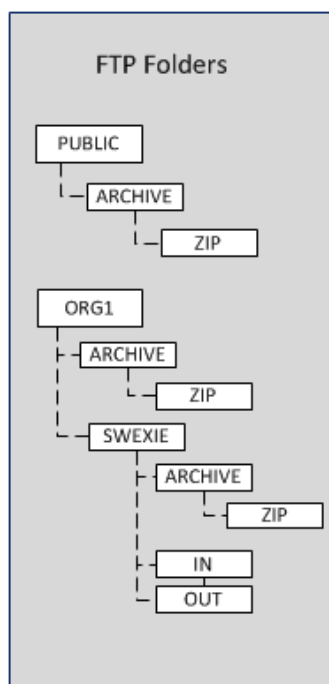 FTP Folders
PUBLIC
ARCHIVE
ZIP
ORG1
ARCHIVE
ZIP
SWEXIE
ARCHIVE
ZIP
IN
OUT